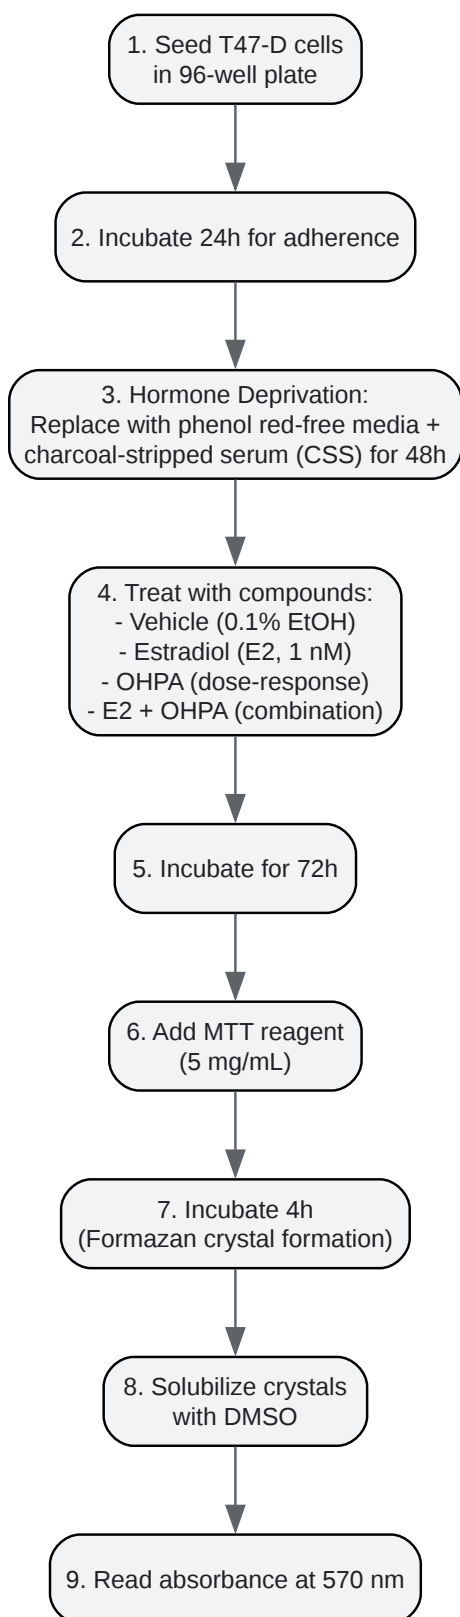 1. Seed T47-D cells
in 96-well plate
2. Incubate 24h for adherence
3. Hormone Deprivation:
Replace with phenol red-free media +
charcoal-stripped serum (CSS) for 48h
4. Treat with compounds:
- Vehicle (0.1% EtOH)
- Estradiol (E2, 1 nM)
- OHPA (dose-response)
- E2 + OHPA (combination)
5. Incubate for 72h
6. Add MTT reagent
(5 mg/mL)
7. Incubate 4h
(Formazan crystal formation)
8. Solubilize crystals
with DMSO
9. Read absorbance at 570 nm